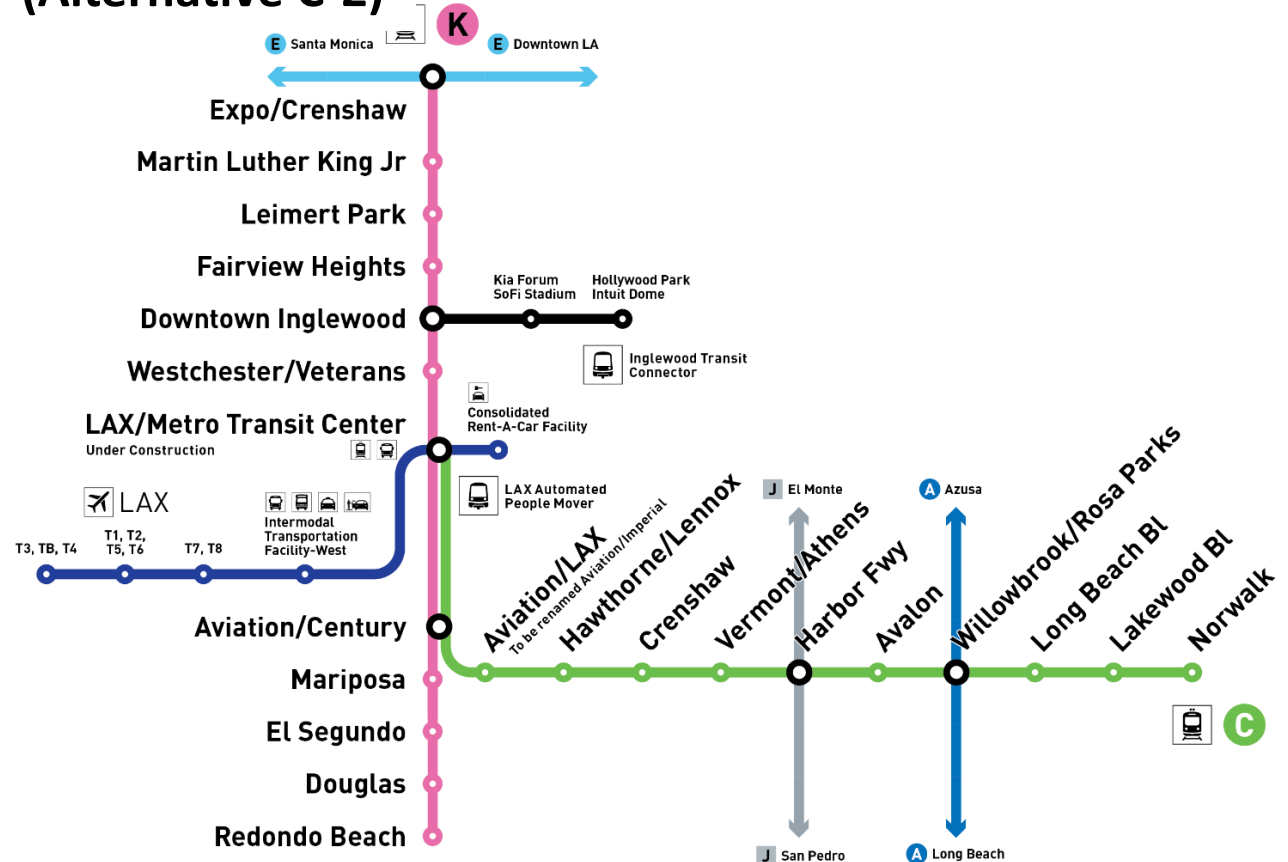 (Alternative C-2)
K
E Santa Monica
E Downtown LA
Expo/Crenshaw
Martin Luther King Jr
Leimert Park
Fairview Heights
Kia Forum
SoFi Stadium
Hollywood Park
Intuit Dome
Downtown Inglewood
Inglewood Transit
Connector
Westchester/Veterans
LAX/Metro Transit Center
Under Construction
Consolidated
Rent-A-Car Facility
LAX Automated
People Mover
LAX
T3, TB, T4
T1, T2,
T5, T6
T7, T8
Intermodal
Transportation
Facility-West
J El Monte
A Azusa
Aviation/Century
Aviation/LAX
To be renamed Aviation/Imperial
Hawthorne/Lennox
Crenshaw
Vermont/Athens
Harbor Fwy
Avalon
Willowbrook/Rosa Parks
Long Beach Bl
Lakewood Bl
Norwalk
Mariposa
El Segundo
C
Douglas
Redondo Beach
J San Pedro
A Long Beach